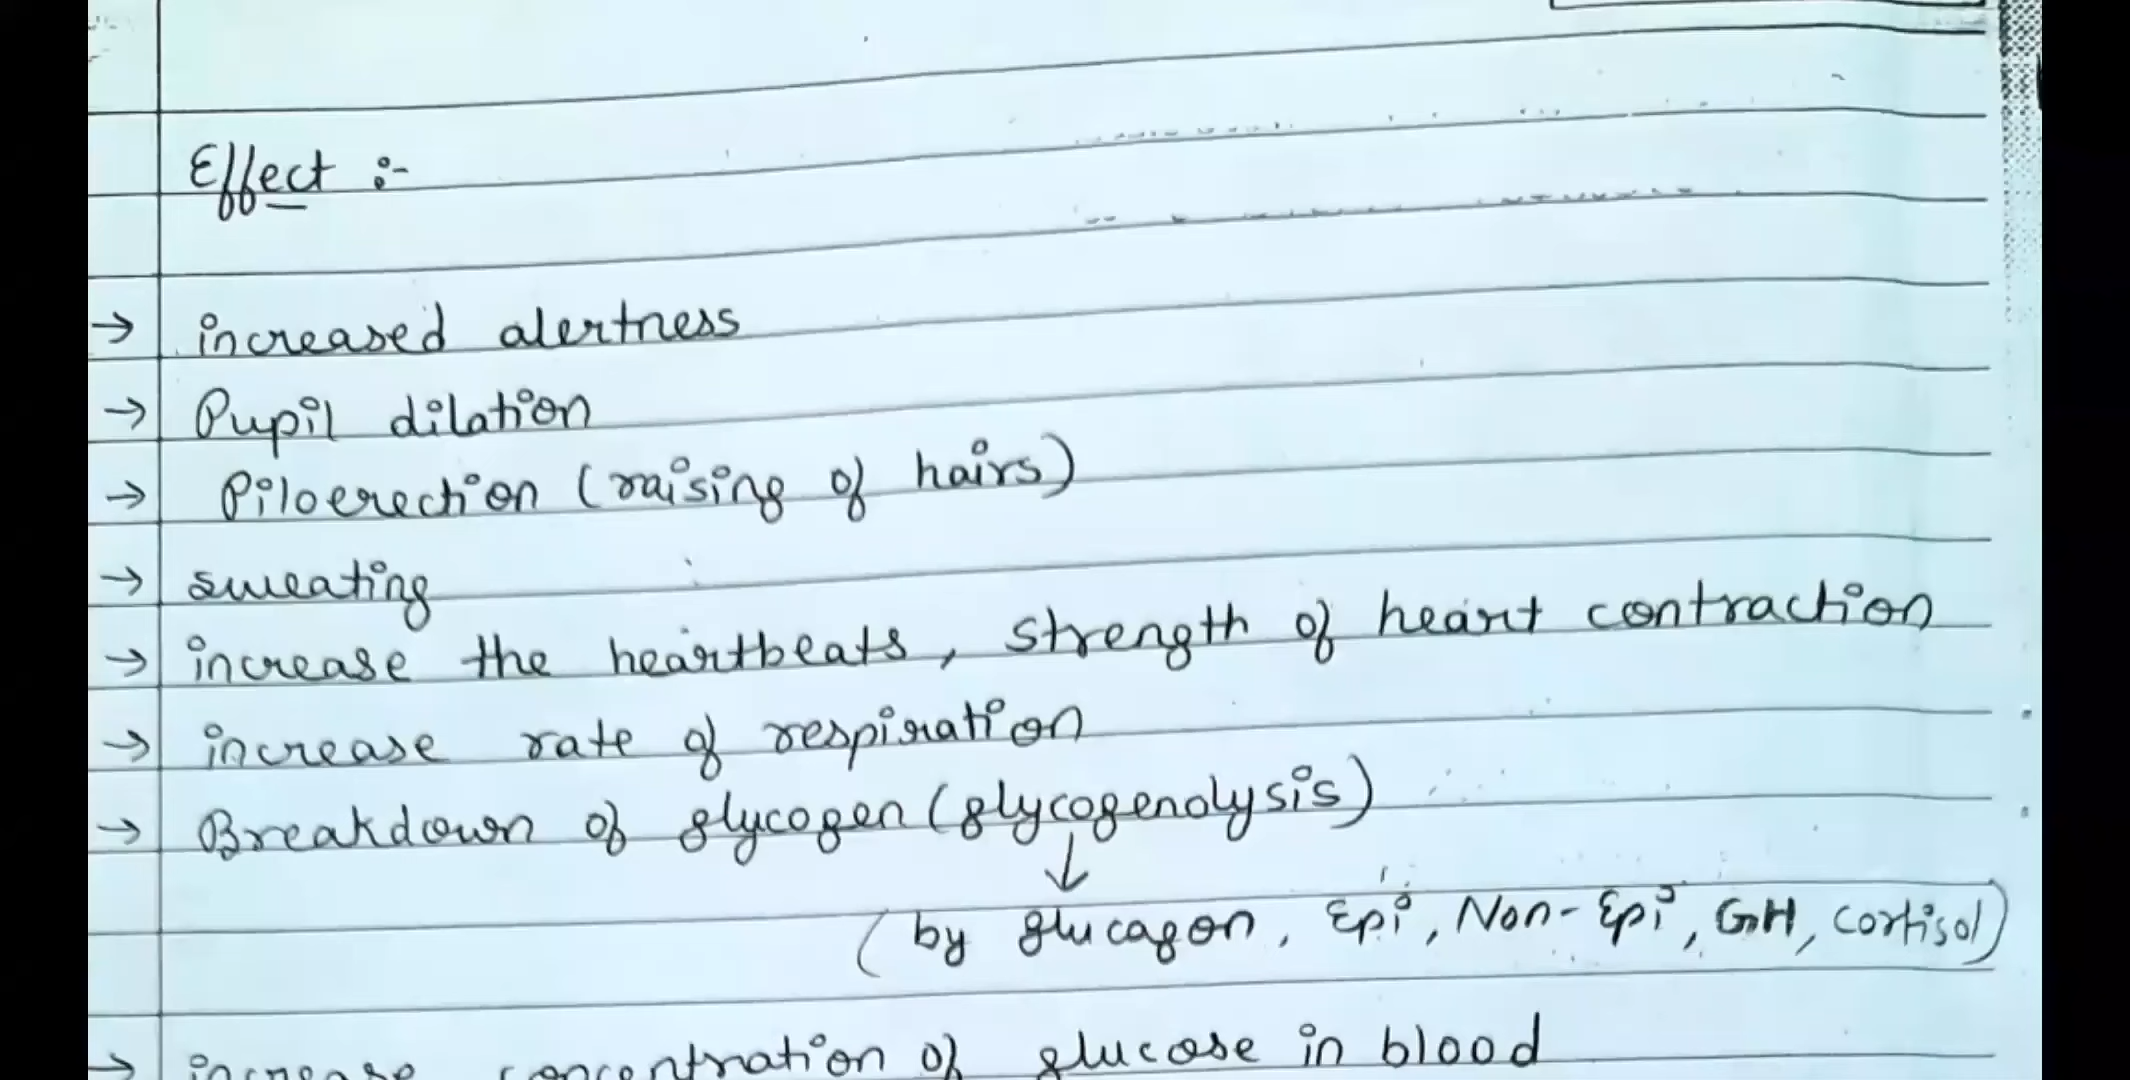 Effect :-
→ increased alertness
→ Pupil dilation
→ Piloerection (raising of hairs)
→ sweating
→ increase the heartbeats, strength of heart contraction
→ increase rate of respiration
→ Breakdown of glycogen (glycogenolysis)
↓
(by glucagon, Epi, Non-Epi, GH, cortisol)
→ increase concentration of glucose in blood